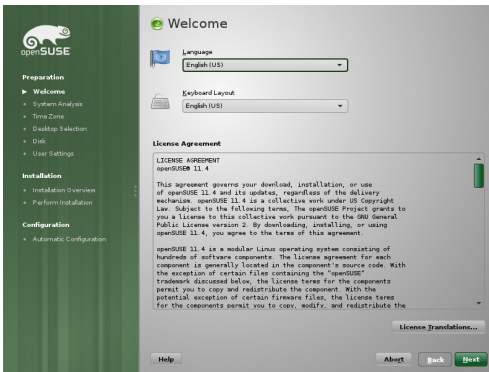 openSUSE
Preparation
Welcome
System Analysis
Time Zone
Desktop Selection
Disk
User Settings
Installation
Installation Overview
Perform Installation
Configuration
Automatic Configuration
Welcome
Language
English (US)
Keyboard Layout
English (US)
License Agreement
LICENSE AGREEMENT
openSUSE® 11.4
This agreement governs your download, installation, or use
of openSUSE 11.4 and its updates, regardless of the delivery
mechanism. openSUSE 11.4 is a collective work under US Copyright
Law. Subject to the following terms, The openSUSE Project grants to
you a license to this collective work pursuant to the GNU General
Public License version 2. By downloading, installing, or using
openSUSE 11.4, you agree to the terms of this agreement.
openSUSE 11.4 is a modular Linux operating system consisting of
hundreds of software components. The license agreement for each
component is generally located in the component's source code. With
the exception of certain files containing the "openSUSE"
trademark discussed below, the license terms for the components
permit you to copy and redistribute the component. With the
potential exception of certain firmware files, the license terms
for the components permit you to copy, modify, and redistribute the
License Translations...
Help
Abort
Back
Next